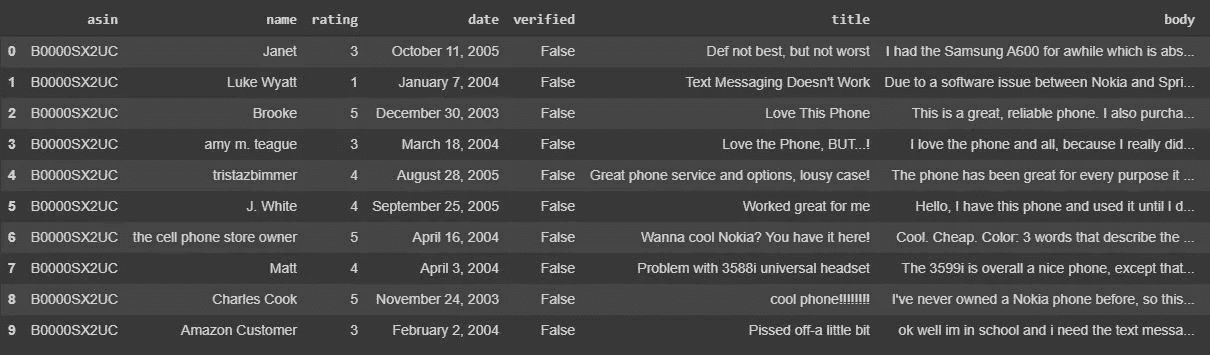 asin name rating date verified title body
0 B0000SX2UC Janet 3 October 11, 2005 False Def not best, but not worst I had the Samsung A600 for awhile which is abs...
1 B0000SX2UC Luke Wyatt 1 January 7, 2004 False Text Messaging Doesn't Work Due to a software issue between Nokia and Spri...
2 B0000SX2UC Brooke 5 December 30, 2003 False Love This Phone This is a great, reliable phone. I also purcha...
3 B0000SX2UC amy m. teague 3 March 18, 2004 False Love the Phone, BUT...! I love the phone and all, because I really did...
4 B0000SX2UC tristazbimmer 4 August 28, 2005 False Great phone service and options, lousy case! The phone has been great for every purpose it ...
5 B0000SX2UC J. White 4 September 25, 2005 False Worked great for me Hello, I have this phone and used it until I d...
6 B0000SX2UC the cell phone store owner 5 April 16, 2004 False Wanna cool Nokia? You have it here! Cool. Cheap. Color: 3 words that describe the ...
7 B0000SX2UC Matt 4 April 3, 2004 False Problem with 3588i universal headset The 3599i is overall a nice phone, except that...
8 B0000SX2UC Charles Cook 5 November 24, 2003 False cool phone!!!!!!!! I've never owned a Nokia phone before, so this...
9 B0000SX2UC Amazon Customer 3 February 2, 2004 False Pissed off-a little bit ok well im in school and i need the text messa...